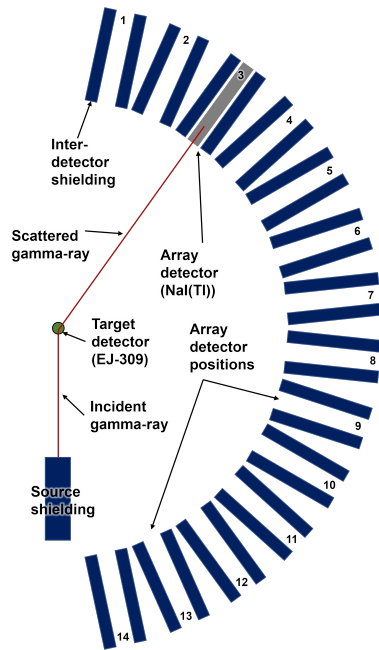 1
2
3
4
5
6
7
8
9
10
11
12
13
14
Inter-
detector
shielding
Scattered
gamma-ray
Array
detector
(NaI(Tl))
Target
detector
(EJ-309)
Array
detector
positions
Incident
gamma-ray
Source
shielding